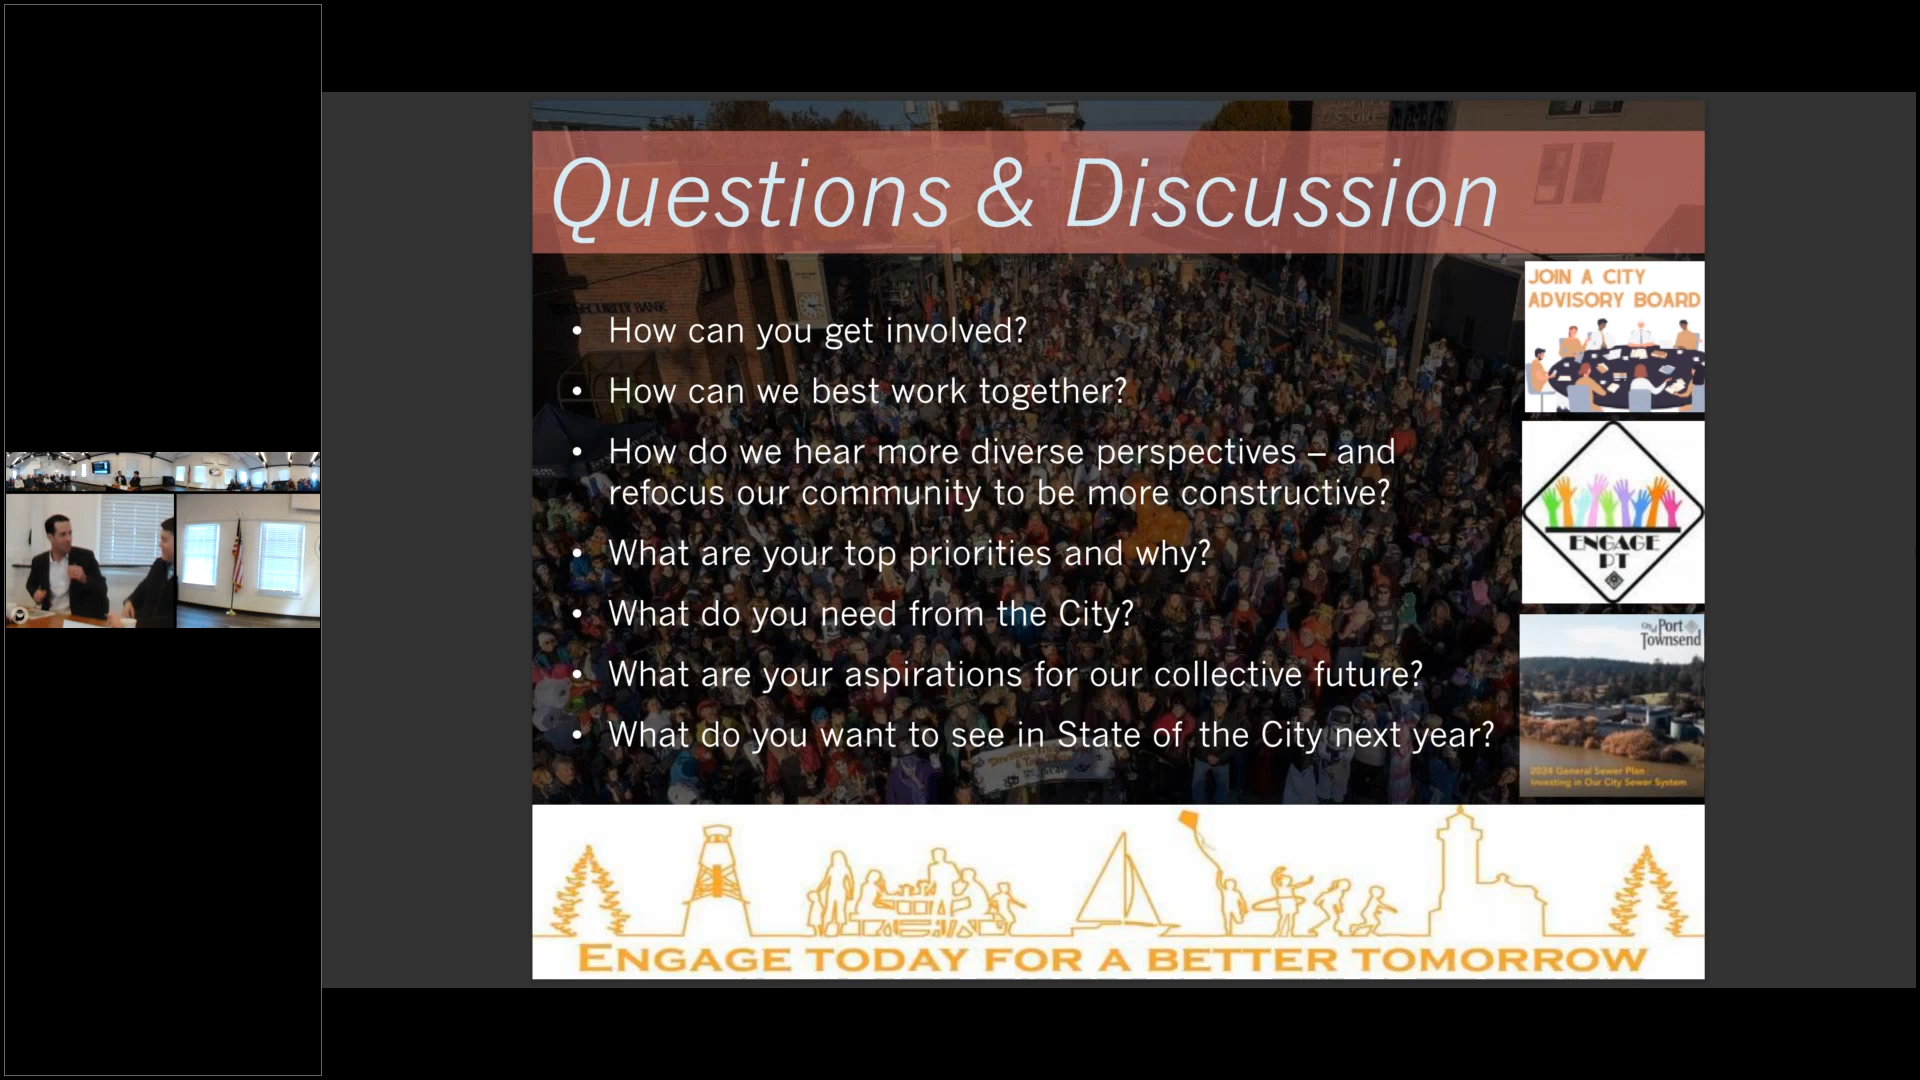 Questions & Discussion
SECURITY BANK
• How can you get involved?
• How can we best work together?
• How do we hear more diverse perspectives – and
refocus our community to be more constructive?
• What are your top priorities and why?
• What do you need from the City?
• What are your aspirations for our collective future?
• What do you want to see in State of the City next year?
JOIN A CITY
ADVISORY BOARD
ENGAGE
PT
City of Port
Townsend
2024 General Sewer Plan
Investing in Our City Sewer System
ENGAGE TODAY FOR A BETTER TOMORROW